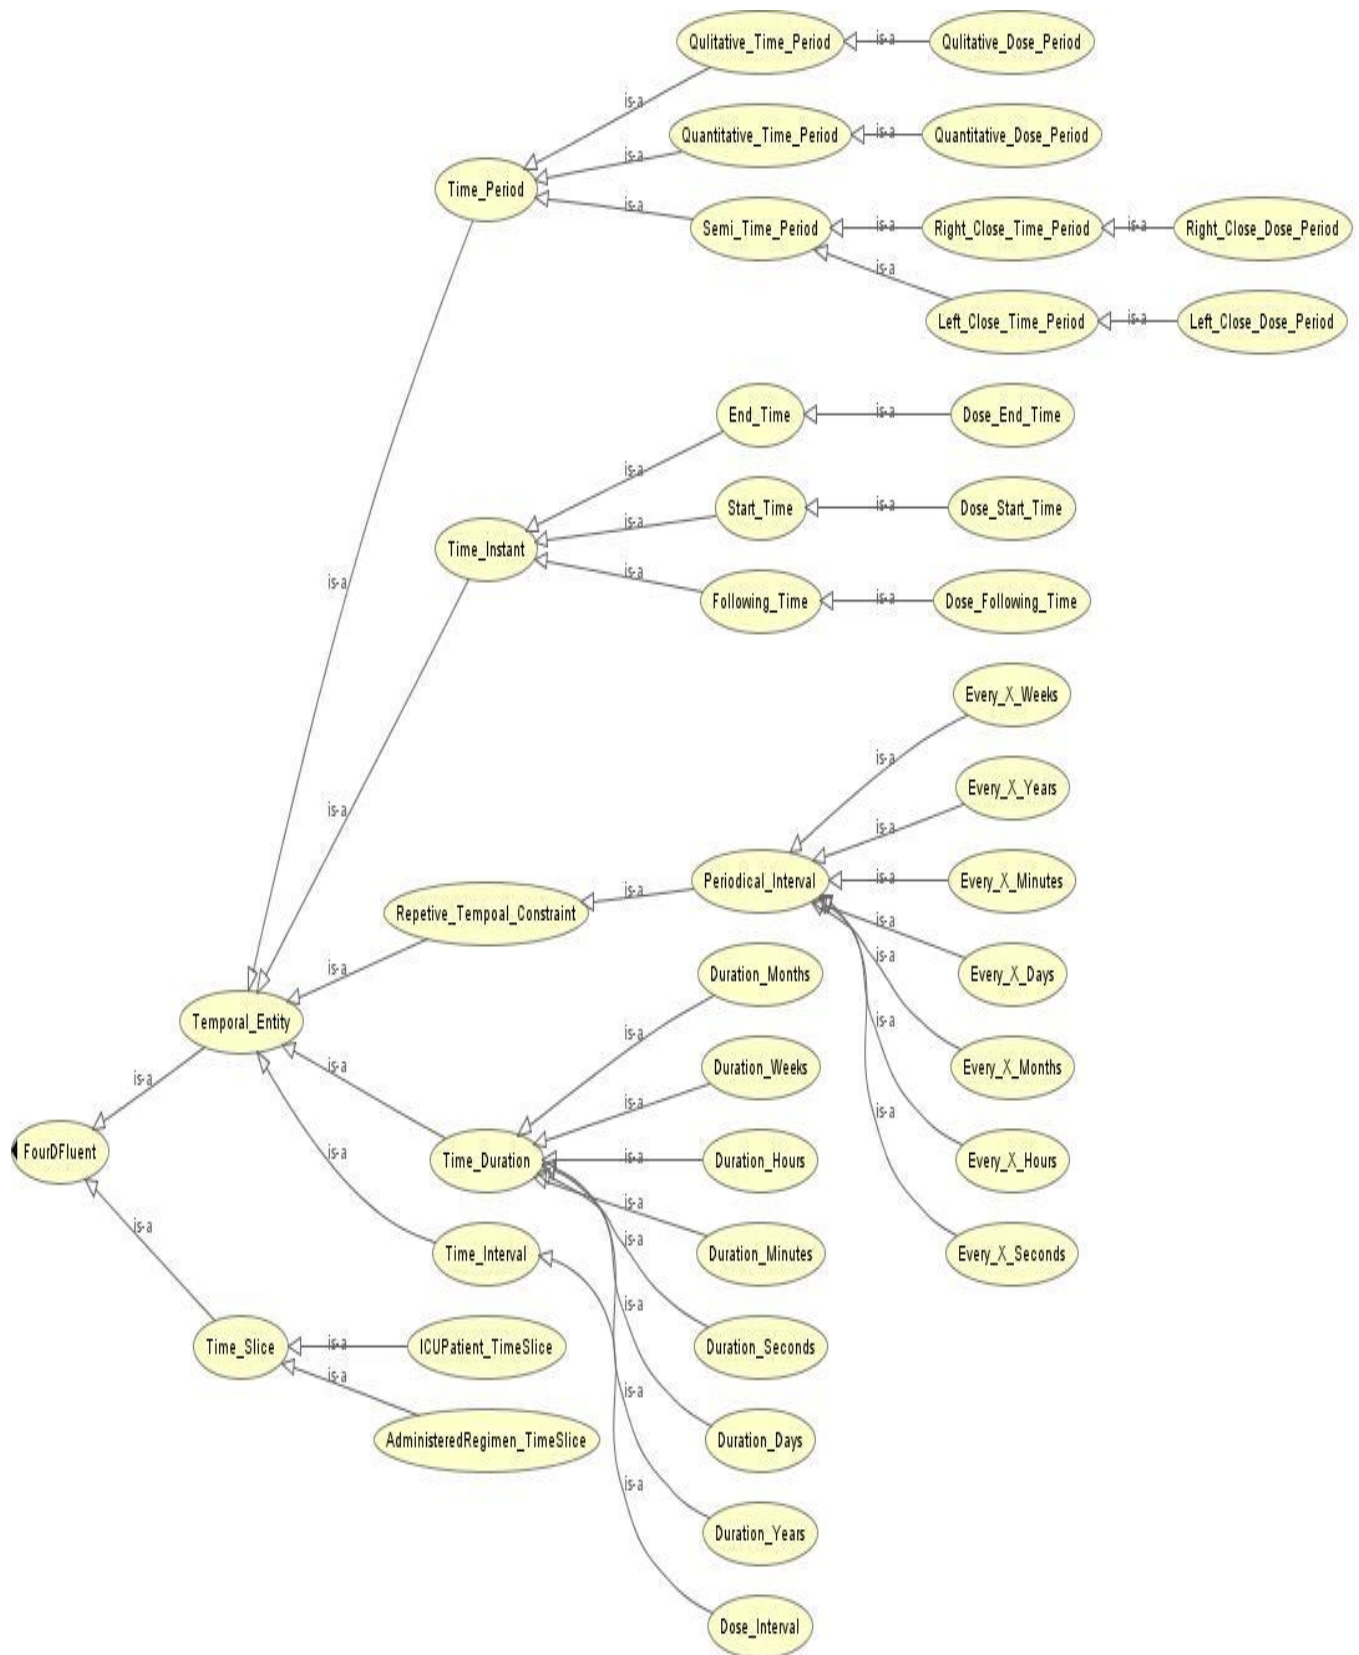 Qulitative_Time_Period
is-a
Qulitative_Dose_Period
is-a
Quantitative_Time_Period
is-a
Quantitative_Dose_Period
is-a
Time_Period
is-a
Semi_Time_Period
is-a
Right_Close_Time_Period
is-a
Right_Close_Dose_Period
is-a
Left_Close_Time_Period
is-a
Left_Close_Dose_Period
End_Time
is-a
Dose_End_Time
is-a
Start_Time
is-a
Dose_Start_Time
is-a
Time_Instant
is-a
is-a
Following_Time
is-a
Dose_Following_Time
Every_X_Weeks
is-a
Every_X_Years
is-a
is-a
Periodical_Interval
is-a
Every_X_Minutes
is-a
Repetive_Tempoal_Constraint
is-a
is-a
Every_X_Days
is-a
Duration_Months
is-a
Temporal_Entity
is-a
is-a
Every_X_Months
Duration_Weeks
is-a
is-a
is-a
is-a
FourDFluent
Time_Duration
is-a
Duration_Hours
Every_X_Hours
is-a
is-a
is-a
Time_Interval
is-a
Duration_Minutes
Every_X_Seconds
is-a
Time_Slice
is-a
ICUPatient_TimeSlice
Duration_Seconds
is-a
is-a
AdministeredRegimen_TimeSlice
Duration_Days
is-a
Duration_Years
Dose_Interval